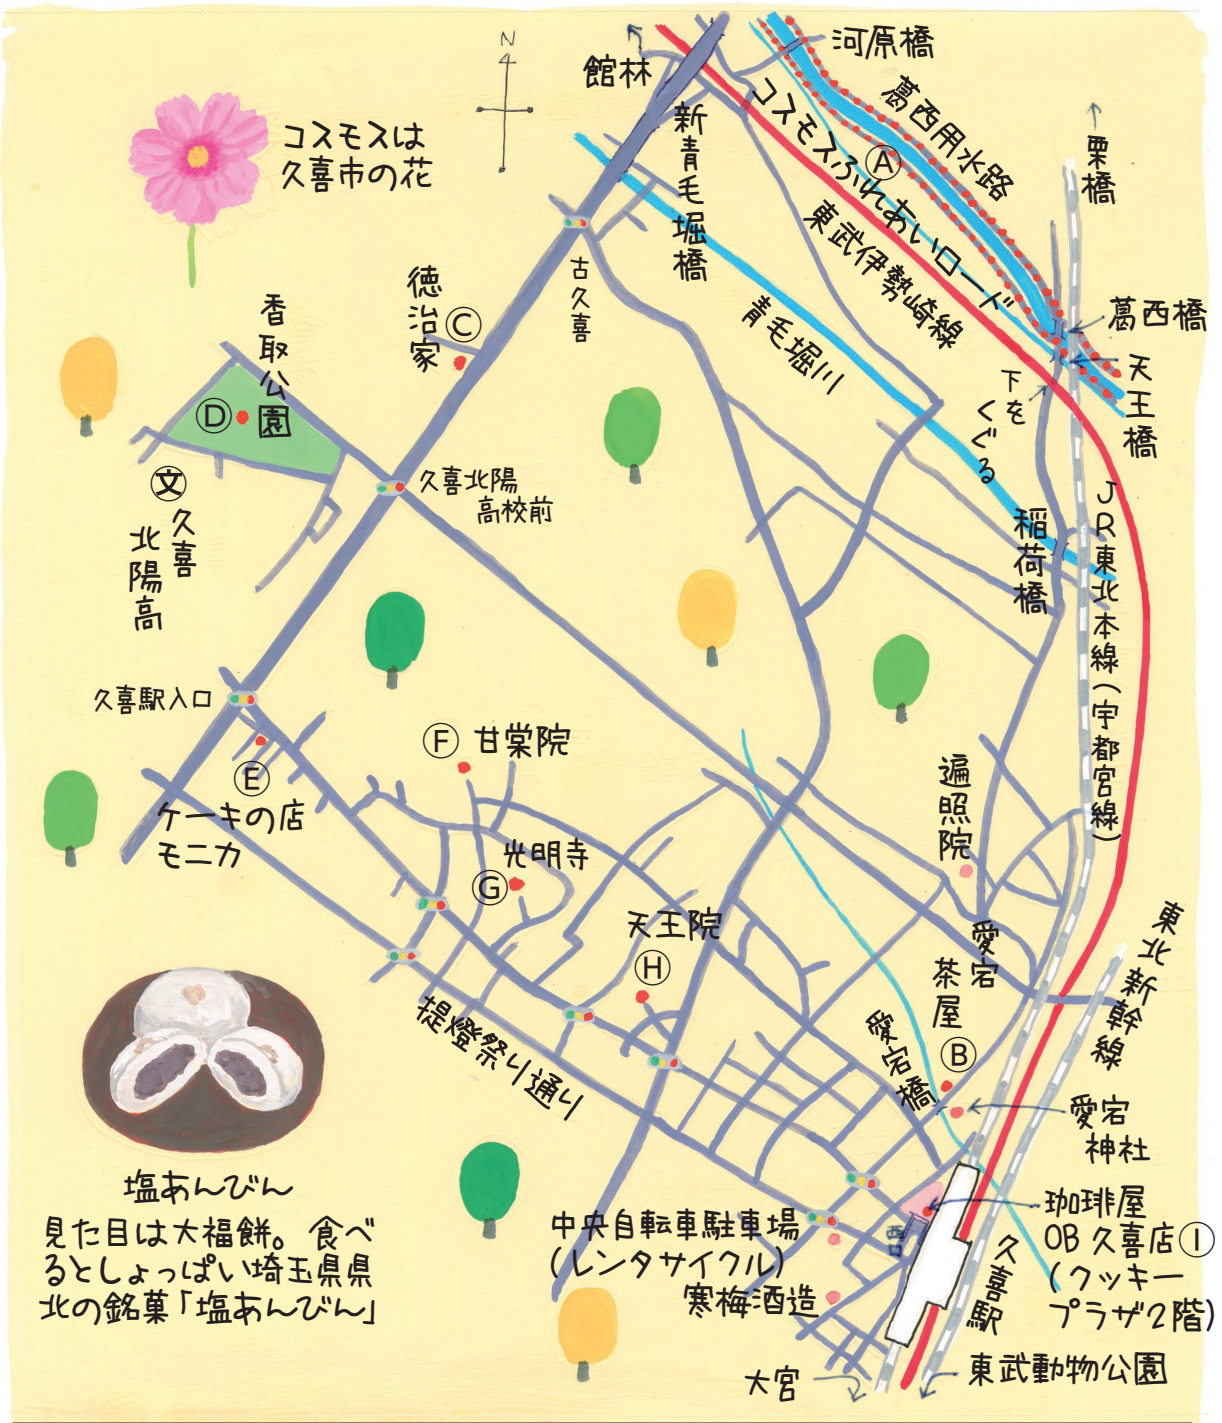 N
館林
河原橋
葛西用水路
コスモスは
久喜市の花
新青毛堀橋
コスモスふれあいロード
Ⓐ
栗橋
東武伊勢崎線
徳治家
Ⓒ
古久喜
香取公園
Ⓓ
青毛堀川
葛西橋
天王橋
下を
くぐる
久喜北陽
高校前
文
久喜
北陽高
稲荷橋
JR東北本線(宇都宮線)
久喜駅入口
Ⓔ
ケーキの店
モニカ
Ⓕ 甘棠院
光明寺
Ⓖ
遍照院
天王院
Ⓗ
愛宕
茶屋
Ⓑ
東北新幹線
提燈祭り通り
愛宕橋
愛宕
神社
塩あんびん
見た目は大福餅。食べ
るとしょっぱい埼玉県県
北の銘菓「塩あんびん」
中央自転車駐車場
(レンタサイクル)
寒梅酒造
西口
珈琲屋
OB 久喜店Ⓘ
(クッキー
プラザ2階)
久喜駅
大宮
東武動物公園